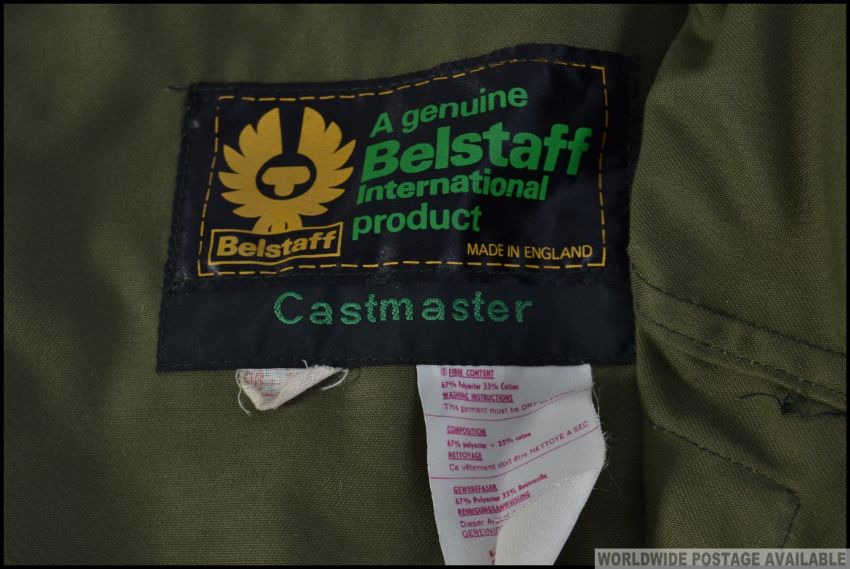 A genuine
Belstaff
International
product
Belstaff
MADE IN ENGLAND
Castmaster
FIBRE CONTENT
67% Polyester 33% Cotton
WASHING INSTRUCTIONS
This garment must be DRY
COMPOSITION
67% polyester + 33% coton
NETTOYAGE
Ce vêtement doit être NETTOYE A SEC
GEWEBEFASER
67% Polyester 33% Baumwolle
REINIGUNGSANWEISUNG
Dieser
GEREINIG
WORLDWIDE POSTAGE AVAILABLE